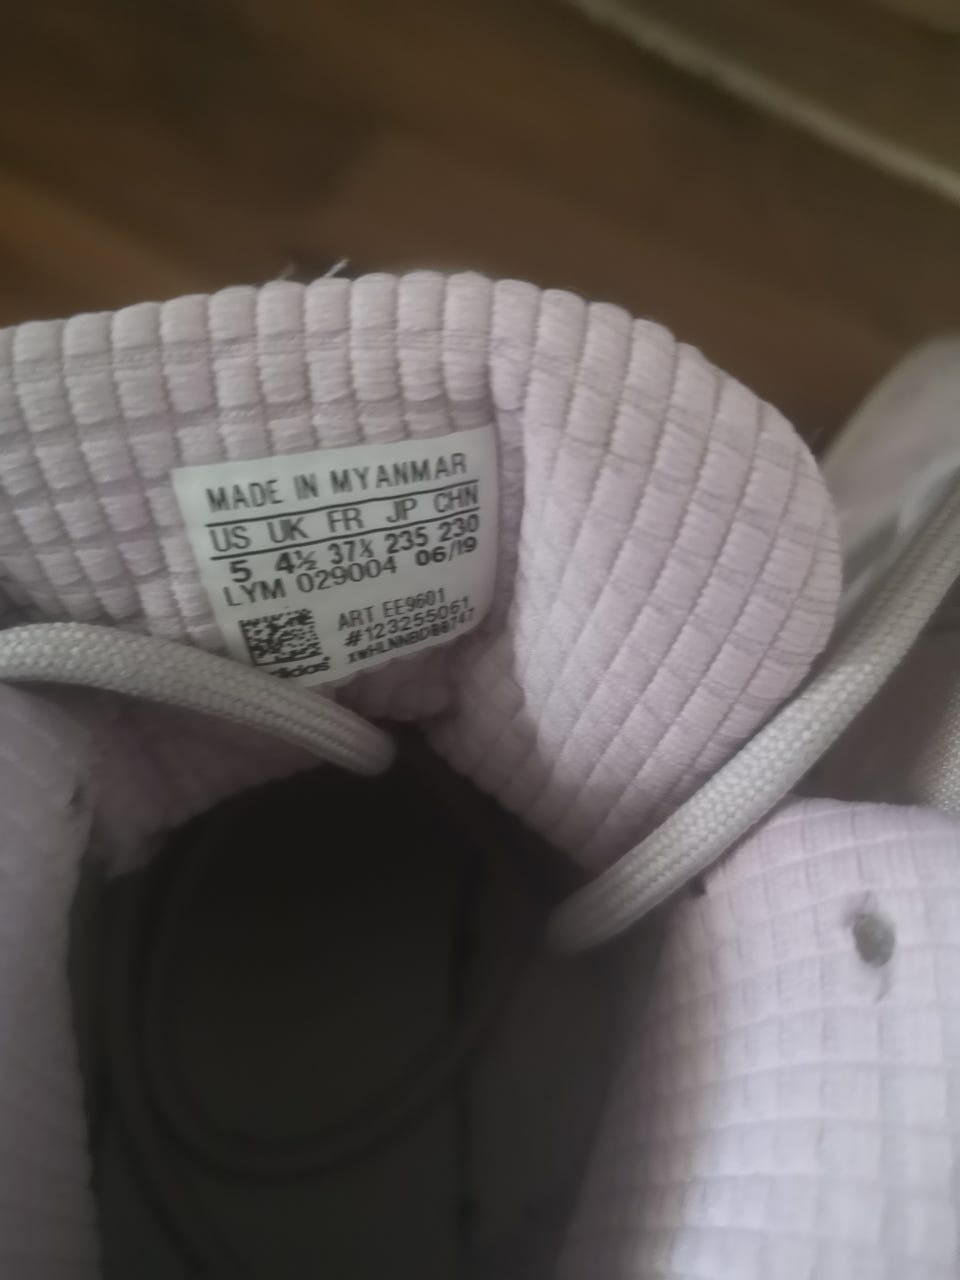 MADE IN MYANMAR
US UK FR JP CHN
5 4½ 37⅓ 235 230
LYM 029004 06/19
ART EE9601
#123255061
adidas